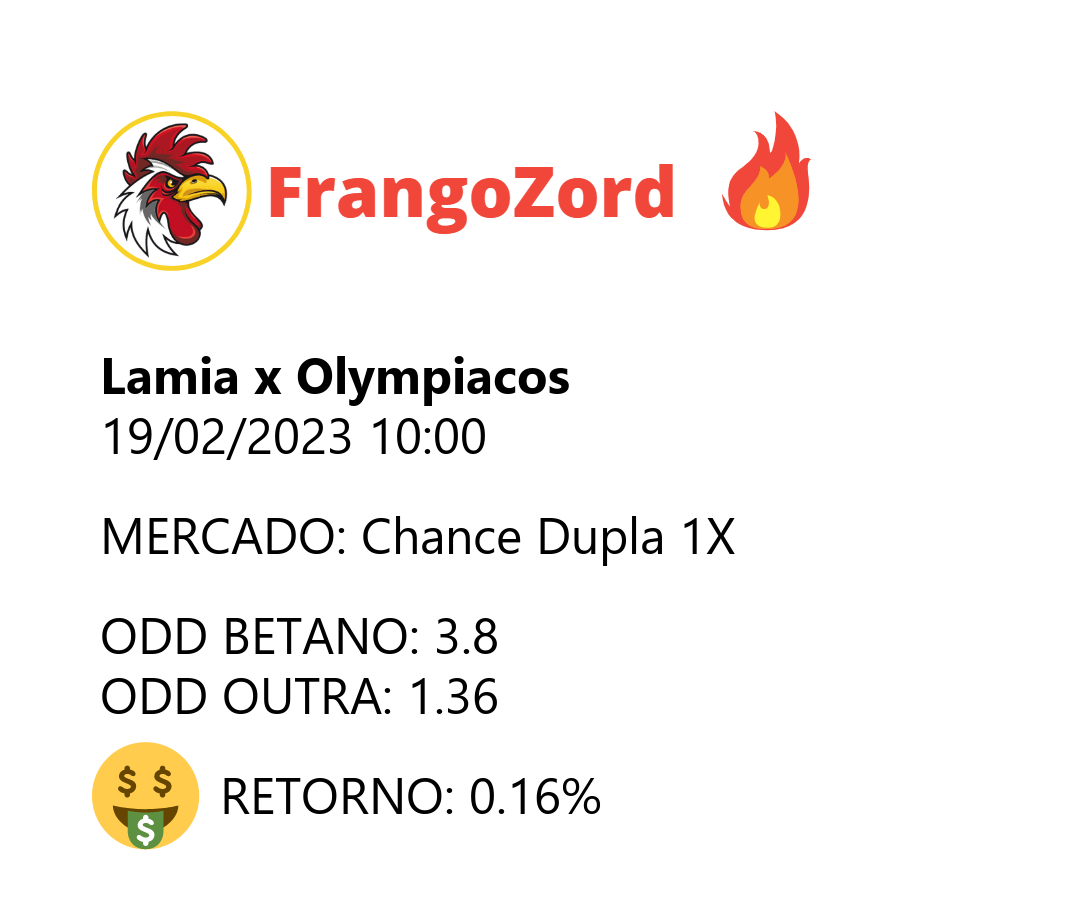 FrangoZord
Lamia x Olympiacos
19/02/2023 10:00
MERCADO: Chance Dupla 1X
ODD BETANO: 3.8
ODD OUTRA: 1.36
RETORNO: 0.16%